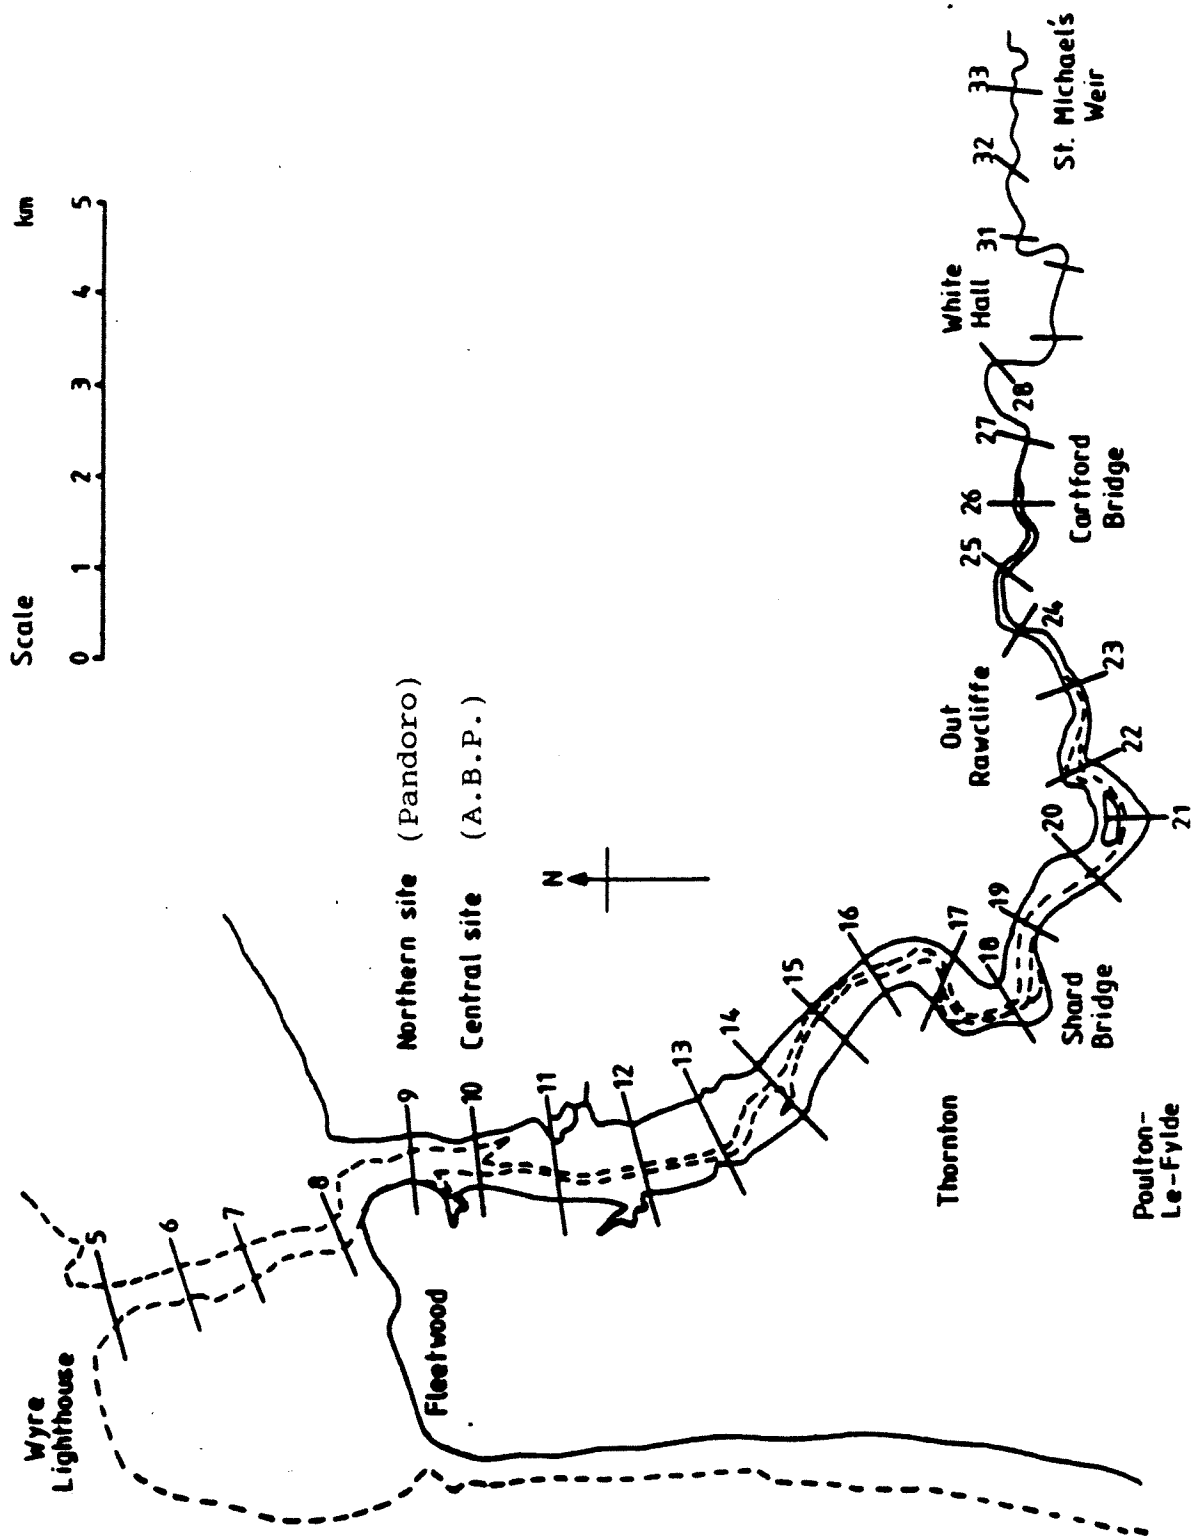 Scale
km
0 1 2 3 4 5
Wyre
Lighthouse
5
6
7
8
9
Northern site (Pandoro)
10
Central site (A.B.P.)
11
12
13
14
15
16
17
18
19
20
21
22
23
24
25
26
27
28
31
32
33
N
Fleetwood
Thornton
Poulton-
Le-Fylde
Shard
Bridge
Out
Rawcliffe
Cartford
Bridge
White
Hall
St. Michael's
Weir